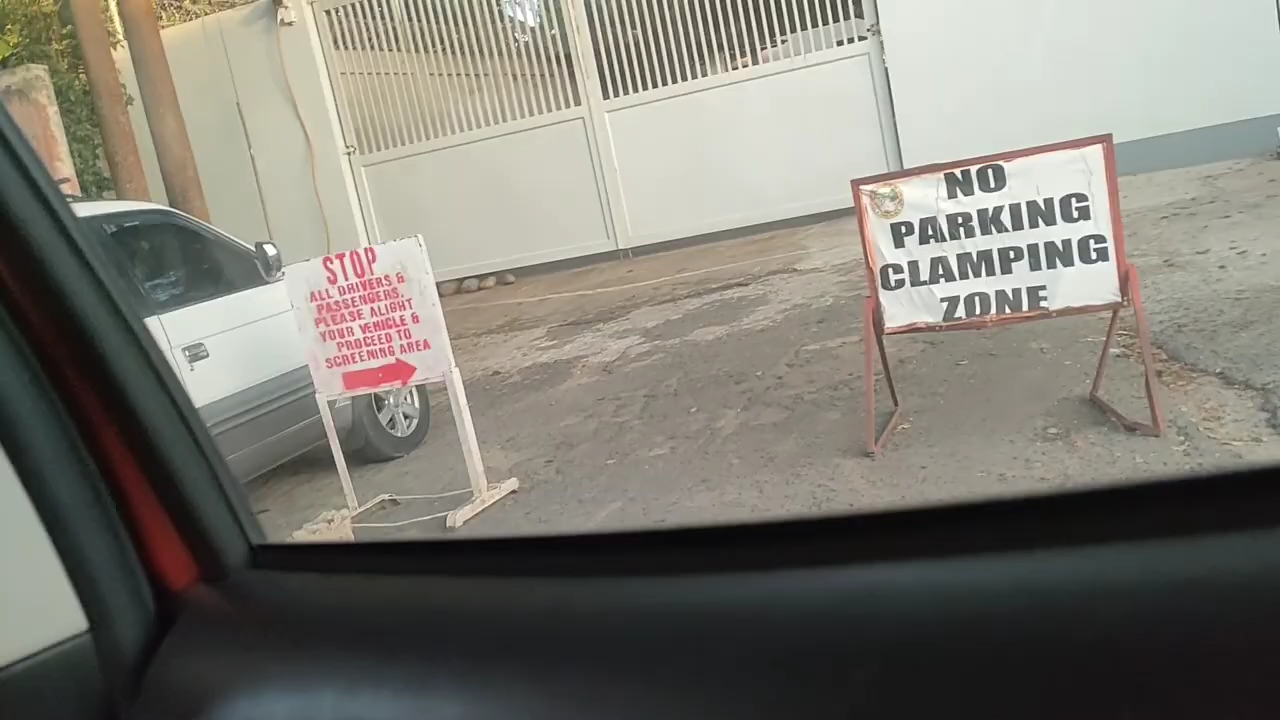 STOP
ALL DRIVERS &
PASSENGERS.
PLEASE ALIGHT
YOUR VEHICLE &
PROCEED TO
SCREENING AREA
NO
PARKING
CLAMPING
ZONE